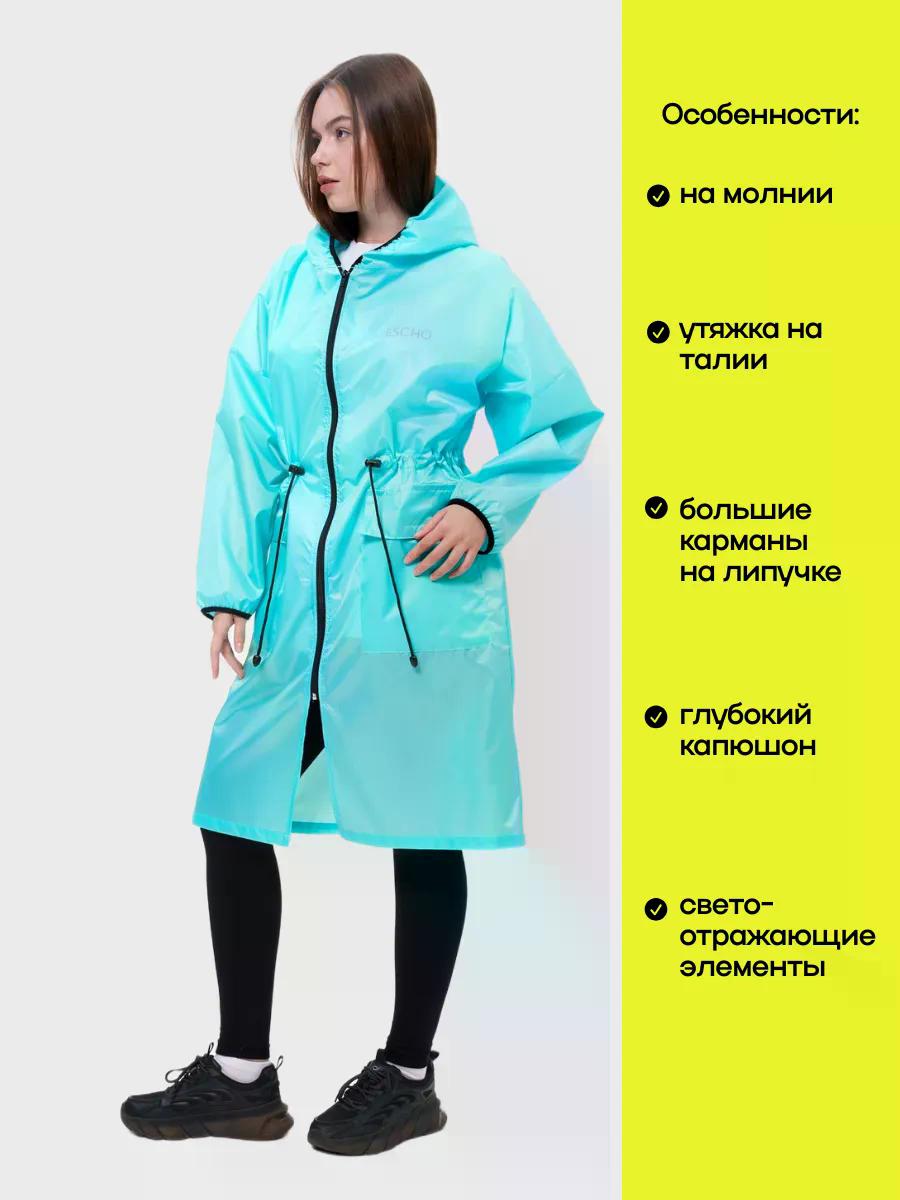 Особенности:
на молнии
утяжка на
талии
большие
карманы
на липучке
глубокий
капюшон
свето-
отражающие
элементы
ESCHO